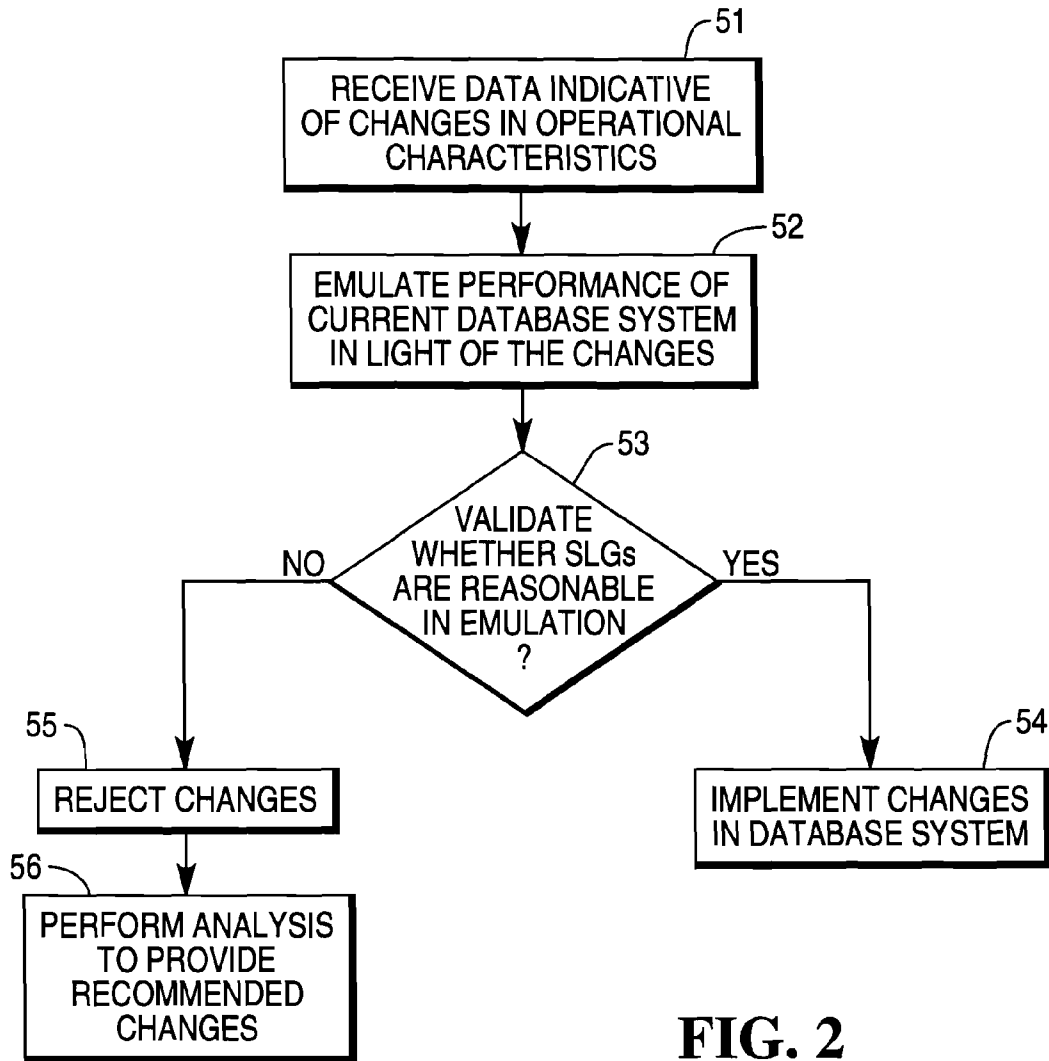 51
RECEIVE DATA INDICATIVE
OF CHANGES IN OPERATIONAL
CHARACTERISTICS
52
EMULATE PERFORMANCE OF
CURRENT DATABASE SYSTEM
IN LIGHT OF THE CHANGES
53
VALIDATE
WHETHER SLGs
ARE REASONABLE
IN EMULATION
?
NO
YES
55
REJECT CHANGES
54
IMPLEMENT CHANGES
IN DATABASE SYSTEM
56
PERFORM ANALYSIS
TO PROVIDE
RECOMMENDED
CHANGES
FIG. 2